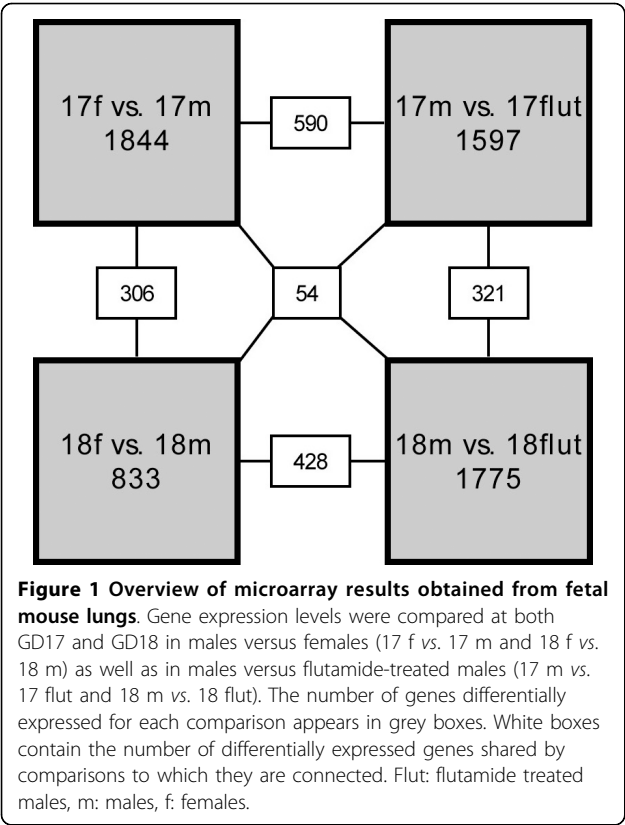 17f vs. 17m
1844
590
17m vs. 17flut
1597
306
54
321
18f vs. 18m
833
428
18m vs. 18flut
1775
Figure 1 Overview of microarray results obtained from fetal
mouse lungs. Gene expression levels were compared at both
GD17 and GD18 in males versus females (17 f vs. 17 m and 18 f vs.
18 m) as well as in males versus flutamide-treated males (17 m vs.
17 flut and 18 m vs. 18 flut). The number of genes differentially
expressed for each comparison appears in grey boxes. White boxes
contain the number of differentially expressed genes shared by
comparisons to which they are connected. Flut: flutamide treated
males, m: males, f: females.